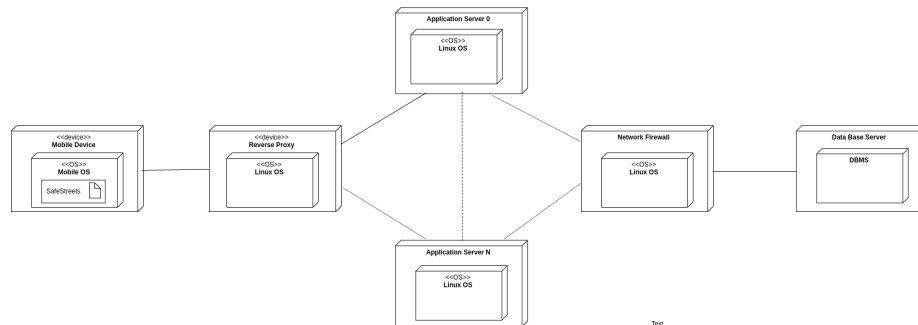 Application Server 0
<<OS>>
Linux OS
<<device>>
Mobile Device
<<OS>>
Mobile OS
SafeStreets
<<device>>
Reverse Proxy
<<OS>>
Linux OS
Network Firewall
<<OS>>
Linux OS
Data Base Server
DBMS
Application Server N
<<OS>>
Linux OS
Text